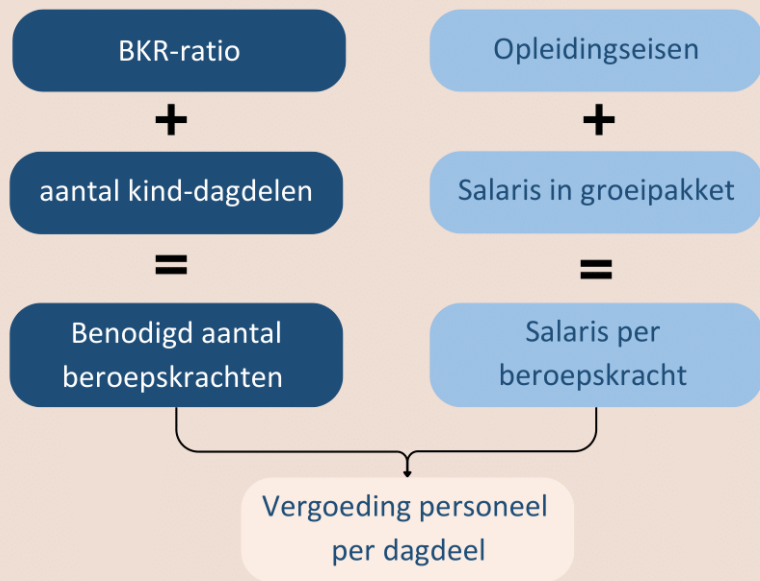 BKR-ratio
+
aantal kind-dagdelen
=
Benodigd aantal
beroepskrachten
Opleidingseisen
+
Salaris in groeipakket
=
Salaris per
beroepskracht
Vergoeding personeel
per dagdeel